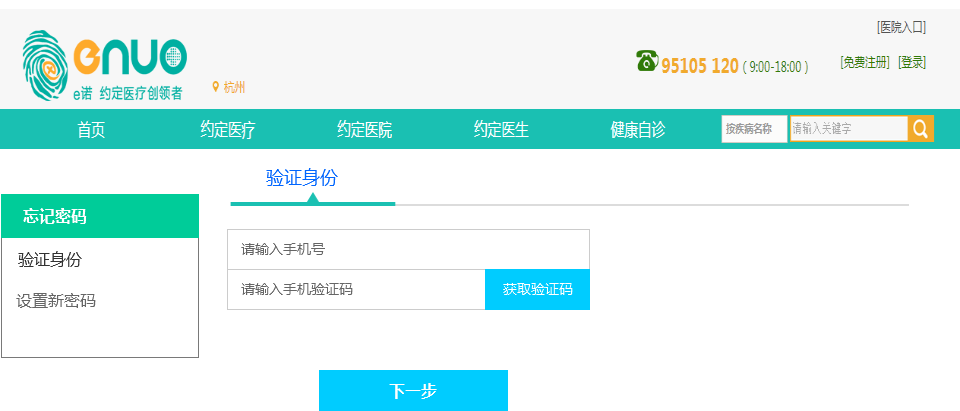 [医院入口]
enuo
95105 120 ( 9:00-18:00 )
[免费注册] [登录]
e诺 约定医疗创领者
杭州
首页 约定医疗 约定医院 约定医生 健康自诊 按疾病名称 请输入关键字
验证身份
忘记密码
验证身份
设置新密码
请输入手机号
请输入手机验证码 获取验证码
下一步